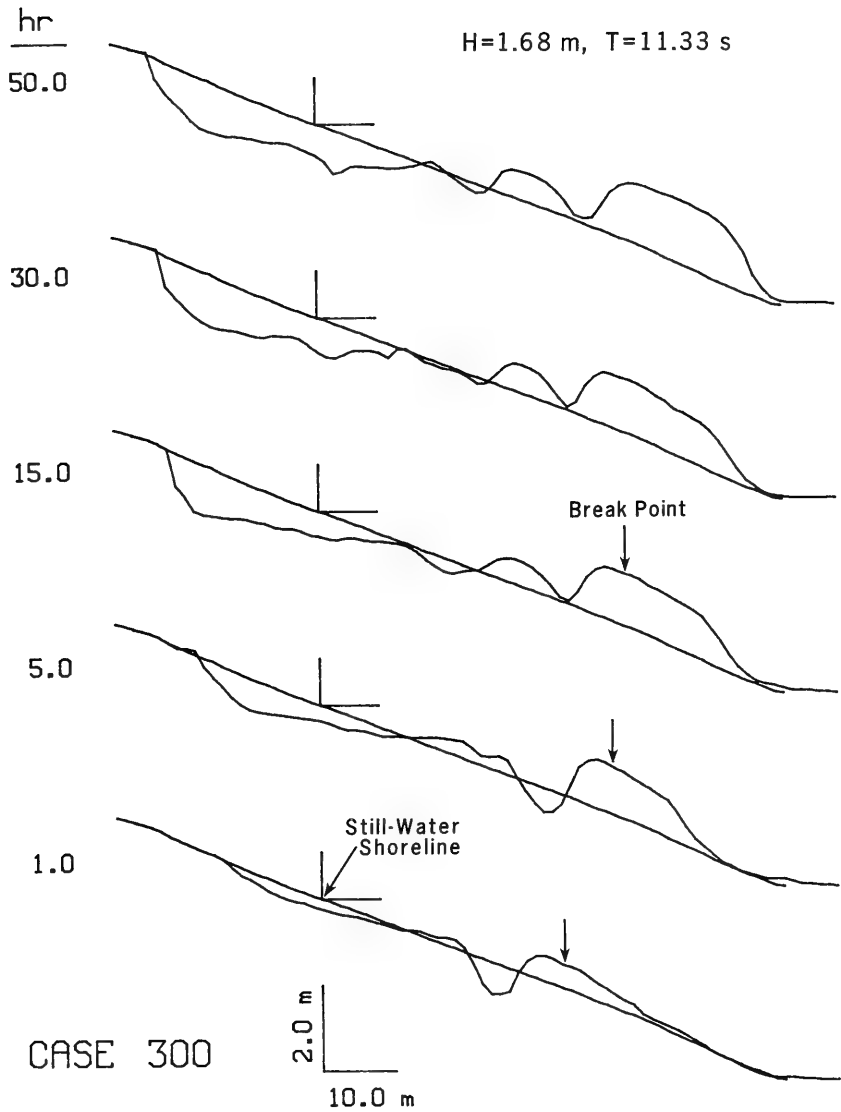 hr
H=1.68 m, T=11.33 s
50.0
30.0
15.0
Break Point
5.0
Still-Water
Shoreline
1.0
2.0 m
CASE 300
10.0 m